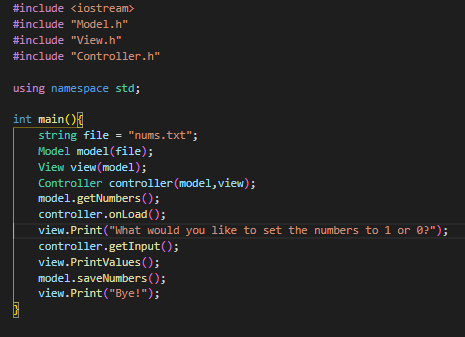 #include <iostream>
#include "Model.h"
#include "View.h"
#include "Controller.h"
using namespace std;
int main(){
string file = "nums.txt";
Model model(file);
View view(model);
Controller controller(model,view);
model.getNumbers();
controller.onLoad();
view.Print("What would you like to set the numbers to 1 or 0?");
controller.getInput();
view.PrintValues();
model.saveNumbers();
view.Print("Bye!");
}